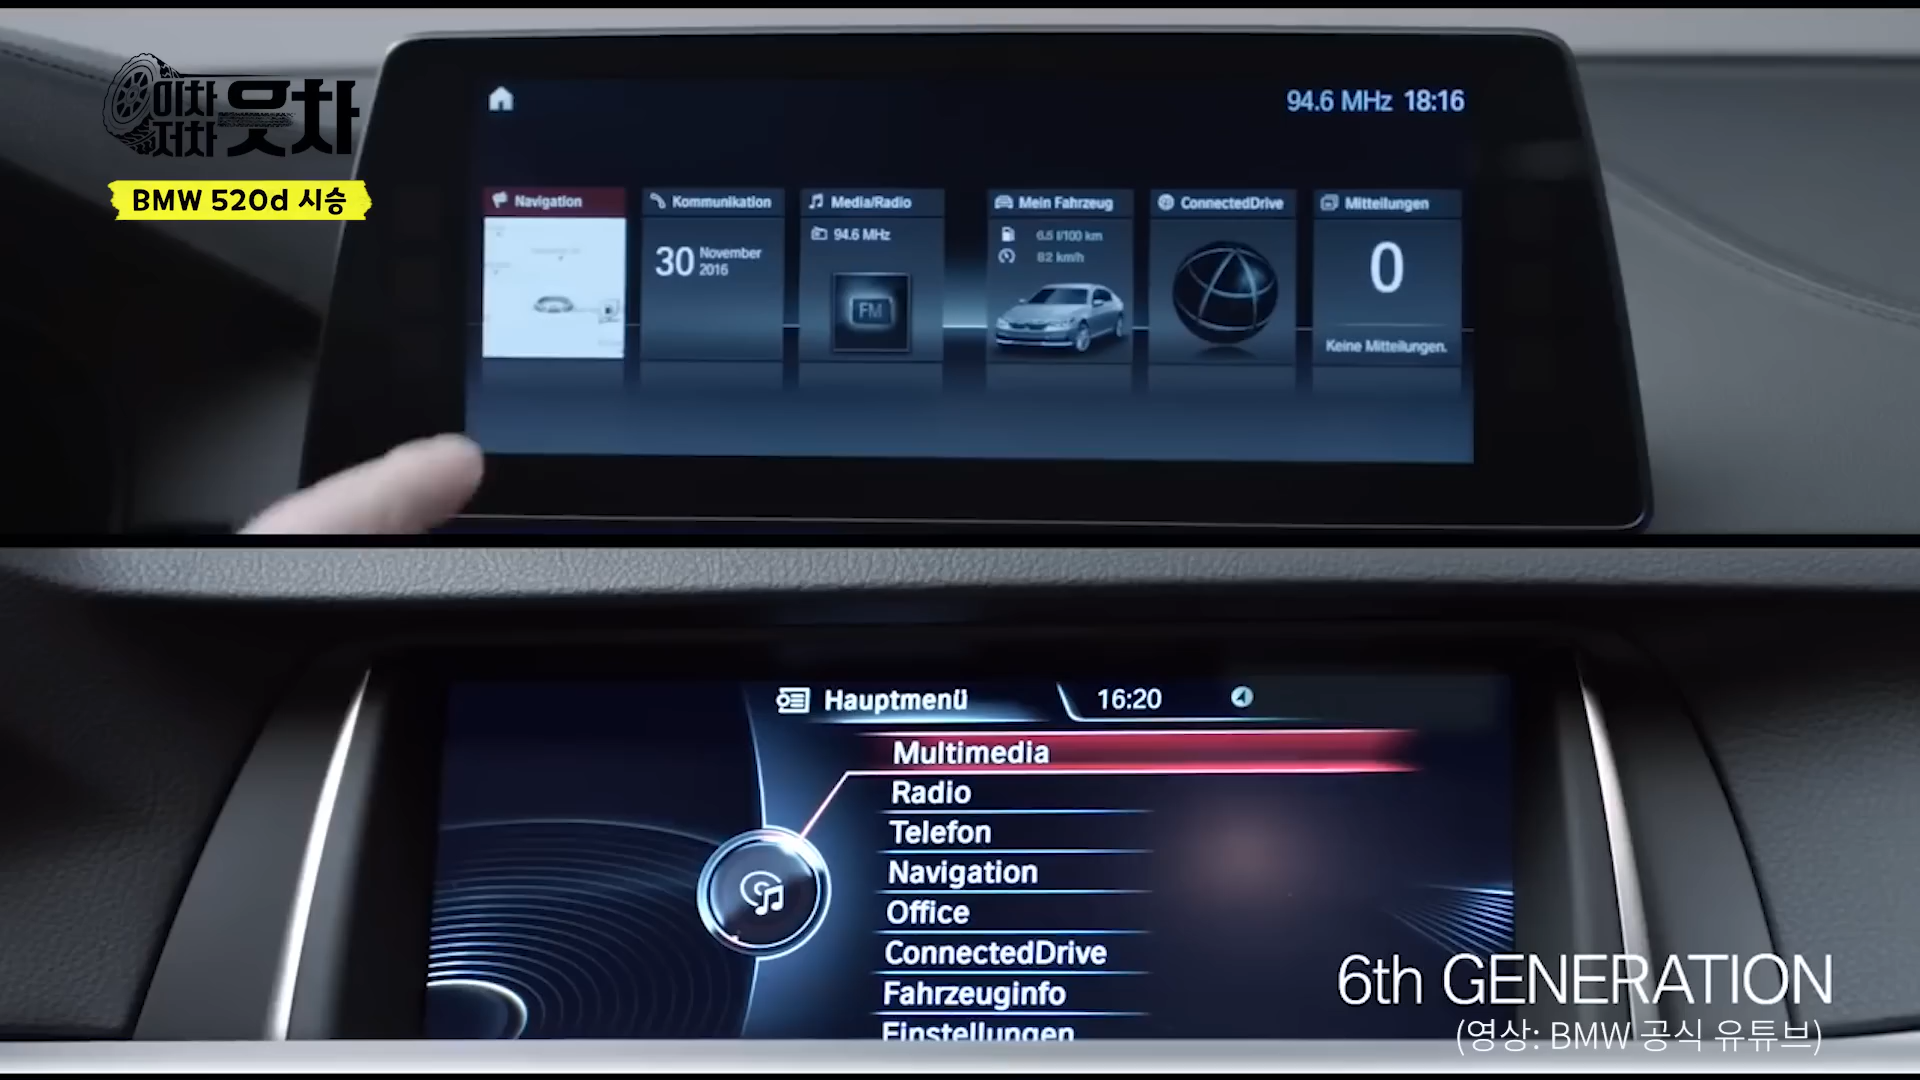 이차
저차 읏차
BMW 520d 시승
94.6 MHz 18:16
Navigation
Kommunikation
30 November
2016
Media/Radio
94.6 MHz
FM
Mein Fahrzeug
6.5 l/100 km
82 km/h
ConnectedDrive
Mitteilungen
0
Keine Mitteilungen.
Hauptmenü
16:20
Multimedia
Radio
Telefon
Navigation
Office
ConnectedDrive
Fahrzeuginfo
Einstellungen
6th GENERATION
(영상: BMW 공식 유튜브)